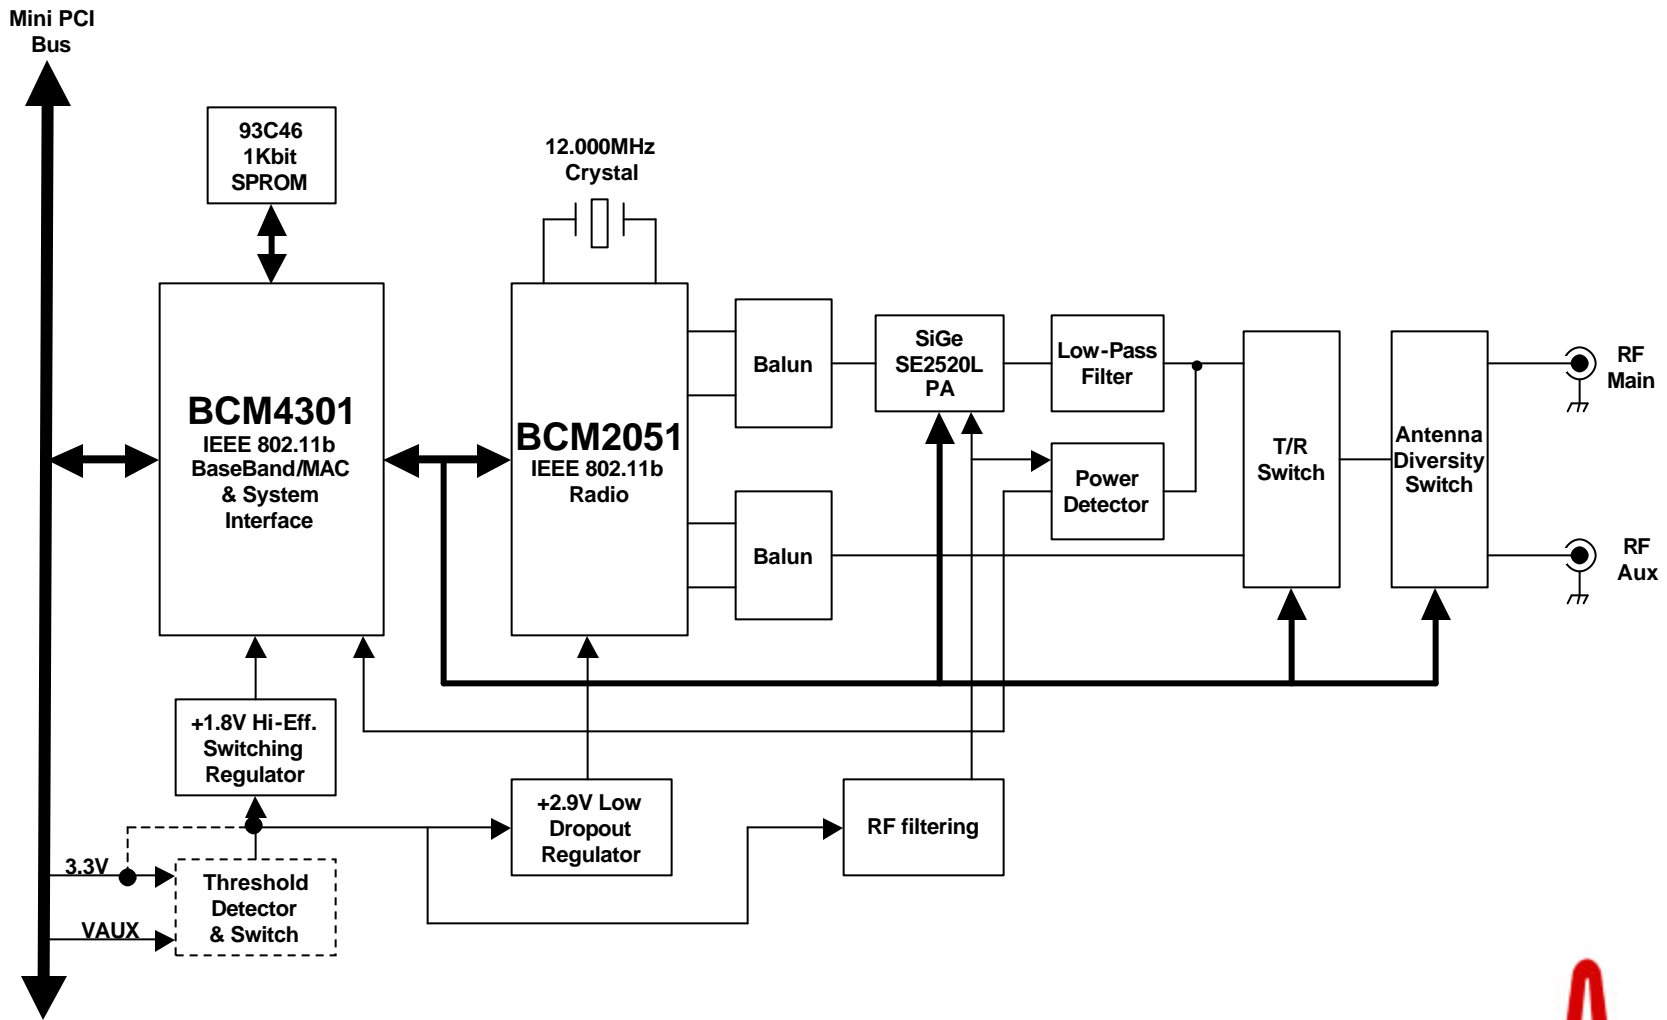 Mini PCI
Bus
93C46
1Kbit
SPROM
12.000MHz
Crystal
BCM4301
IEEE 802.11b
BaseBand/MAC
& System
Interface
BCM2051
IEEE 802.11b
Radio
Balun
Balun
SiGe
SE2520L
PA
Low-Pass
Filter
Power
Detector
T/R
Switch
Antenna
Diversity
Switch
RF
Main
RF
Aux
+1.8V Hi-Eff.
Switching
Regulator
+2.9V Low
Dropout
Regulator
RF filtering
3.3V
VAUX
Threshold
Detector
& Switch